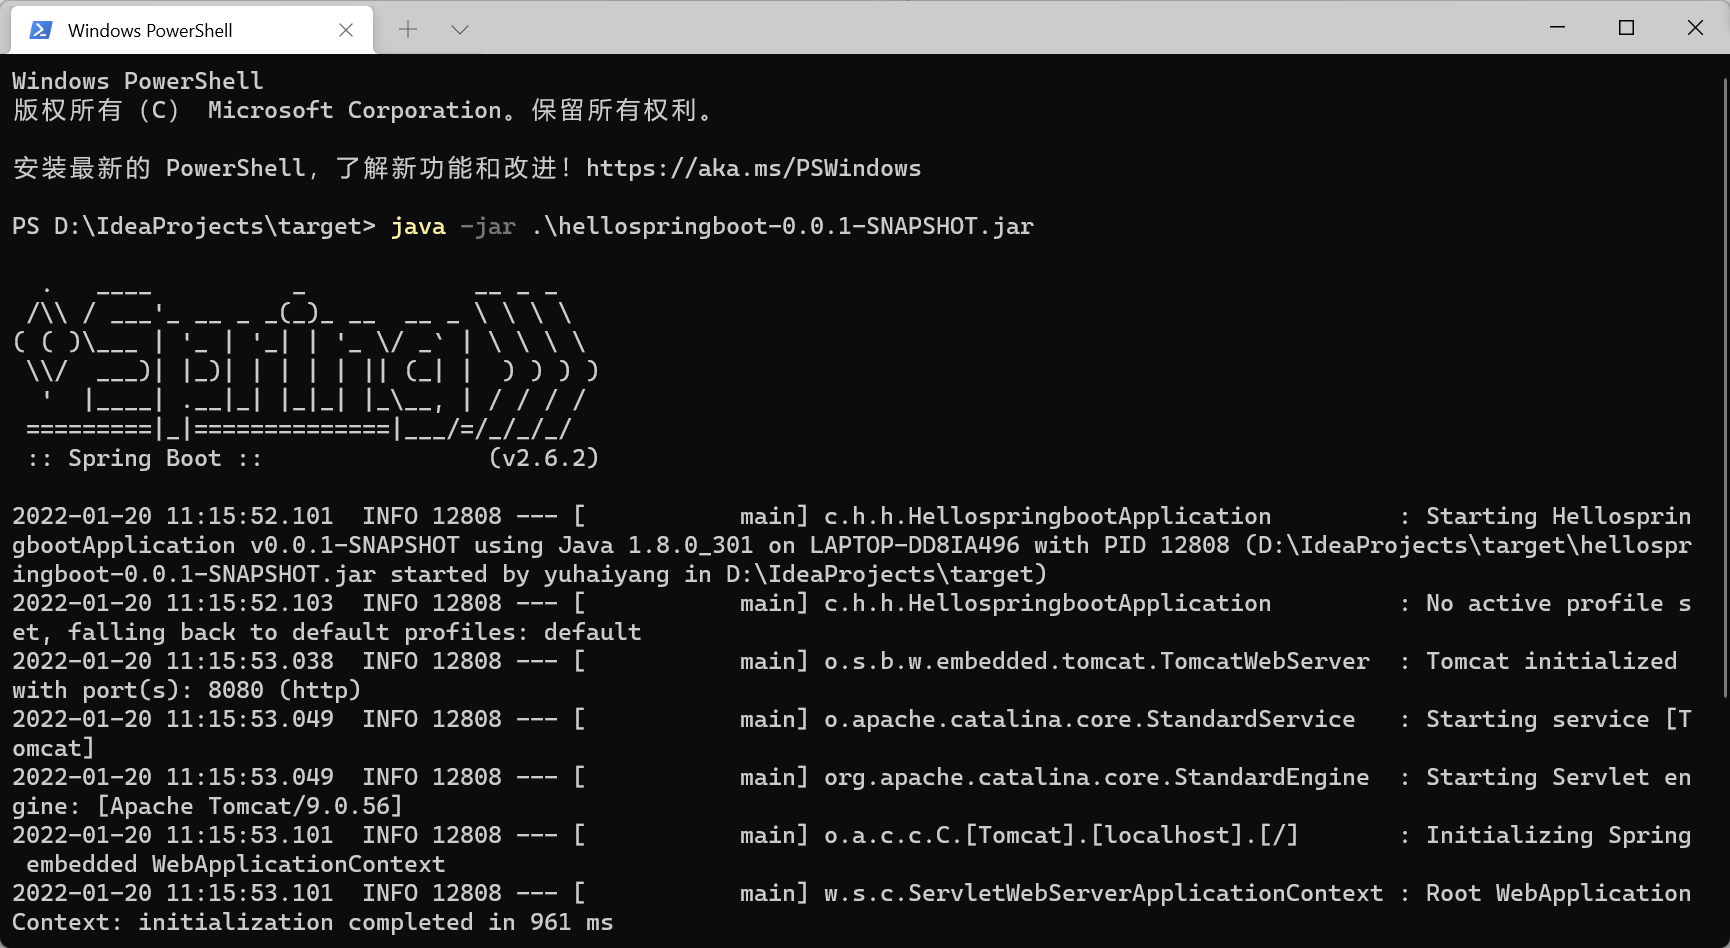 Windows PowerShell
Windows PowerShell
版权所有 (C) Microsoft Corporation。保留所有权利。
安装最新的 PowerShell，了解新功能和改进！https://aka.ms/PSWindows
PS D:\IdeaProjects\target> java -jar .\hellospringboot-0.0.1-SNAPSHOT.jar
  .   ____          _            __ _ _
 /\\ / ___'_ __ _ _(_)_ __  __ _ \ \ \ \
( ( )\___ | '_ | '_| | '_ \/ _` | \ \ \ \
 \\/  ___)| |_)| | | | | || (_| |  ) ) ) )
  '  |____| .__|_| |_|_| |_\__, | / / / /
 =========|_|==============|___/=/_/_/_/
 :: Spring Boot ::                (v2.6.2)
2022-01-20 11:15:52.101  INFO 12808 --- [           main] c.h.h.HellospringbootApplication         : Starting Hellosprin
gbootApplication v0.0.1-SNAPSHOT using Java 1.8.0_301 on LAPTOP-DD8IA496 with PID 12808 (D:\IdeaProjects\target\hellospr
ingboot-0.0.1-SNAPSHOT.jar started by yuhaiyang in D:\IdeaProjects\target)
2022-01-20 11:15:52.103  INFO 12808 --- [           main] c.h.h.HellospringbootApplication         : No active profile s
et, falling back to default profiles: default
2022-01-20 11:15:53.038  INFO 12808 --- [           main] o.s.b.w.embedded.tomcat.TomcatWebServer  : Tomcat initialized
with port(s): 8080 (http)
2022-01-20 11:15:53.049  INFO 12808 --- [           main] o.apache.catalina.core.StandardService   : Starting service [T
omcat]
2022-01-20 11:15:53.049  INFO 12808 --- [           main] org.apache.catalina.core.StandardEngine  : Starting Servlet en
gine: [Apache Tomcat/9.0.56]
2022-01-20 11:15:53.101  INFO 12808 --- [           main] o.a.c.c.C.[Tomcat].[localhost].[/]       : Initializing Spring
 embedded WebApplicationContext
2022-01-20 11:15:53.101  INFO 12808 --- [           main] w.s.c.ServletWebServerApplicationContext : Root WebApplication
Context: initialization completed in 961 ms